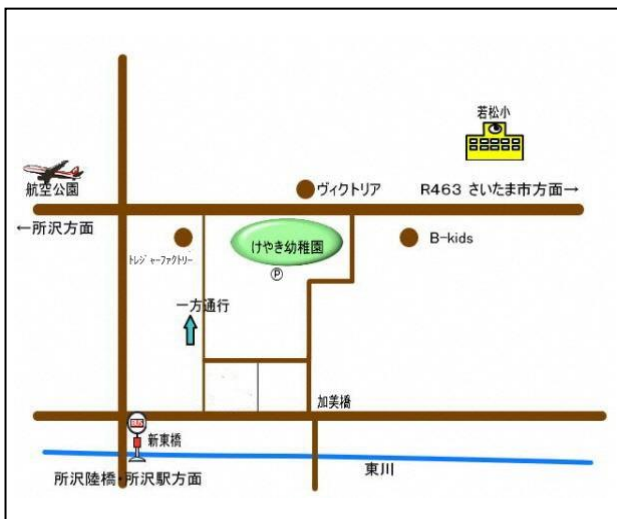 若松小
航空公園
ヴィクトリア
R463 さいたま市方面→
←所沢方面
けやき幼稚園
B-kids
トレジャーファクトリー
P
一方通行
加美橋
BUS
新東橋
東川
所沢陸橋・所沢駅方面